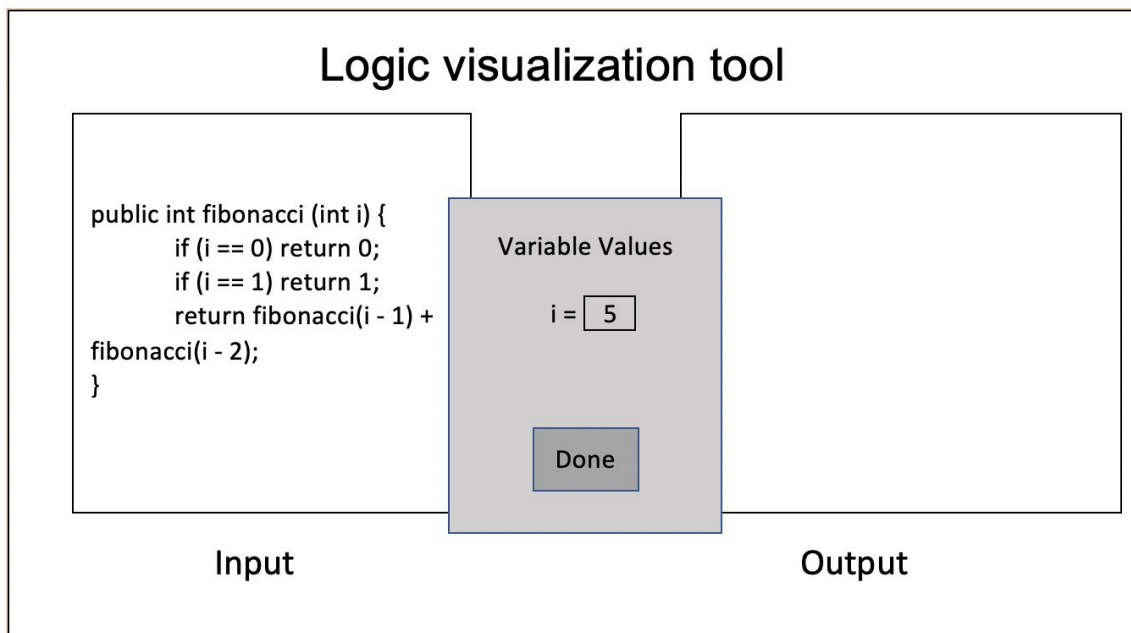 Logic visualization tool
public int fibonacci (int i) {
if (i == 0) return 0;
if (i == 1) return 1;
return fibonacci(i - 1) +
fibonacci(i - 2);
}
Variable Values
i = 5
Done
Input
Output